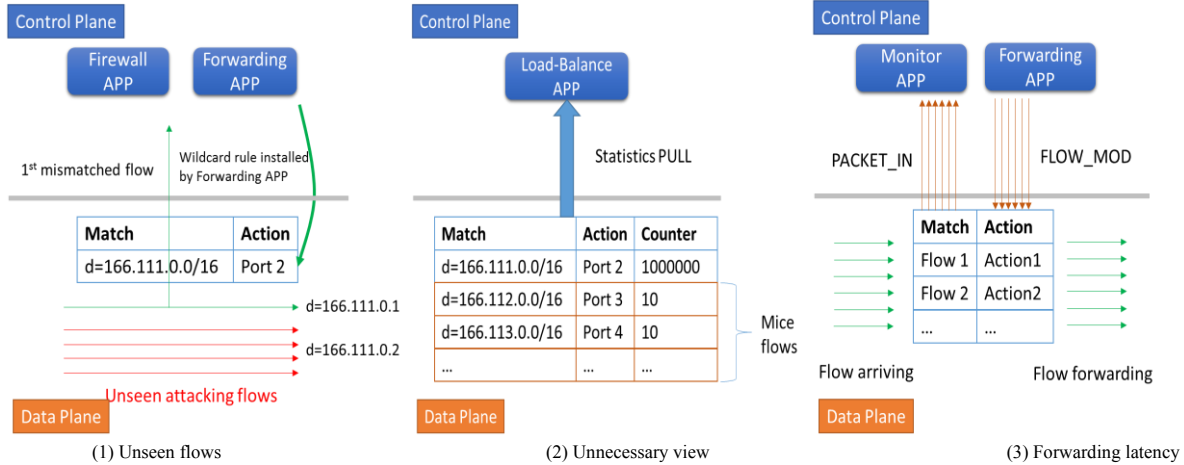 Control Plane
Firewall
APP
Forwarding
APP
1st mismatched flow
Wildcard rule installed
by Forwarding APP
Match Action
d=166.111.0.0/16 Port 2
d=166.111.0.1
d=166.111.0.2
Unseen attacking flows
Data Plane
(1) Unseen flows
Control Plane
Load-Balance
APP
Statistics PULL
Match Action Counter
d=166.111.0.0/16 Port 2 1000000
d=166.112.0.0/16 Port 3 10
d=166.113.0.0/16 Port 4 10
... ... ...
Mice
flows
Data Plane
(2) Unnecessary view
Control Plane
Monitor
APP
Forwarding
APP
PACKET_IN
FLOW_MOD
Match Action
Flow 1 Action1
Flow 2 Action2
... ...
Flow arriving
Flow forwarding
Data Plane
(3) Forwarding latency